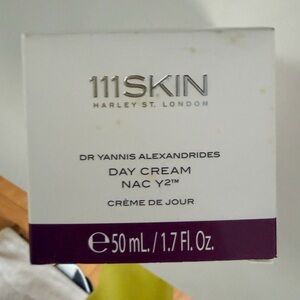 111SKIN
HARLEY ST. LONDON
DR YANNIS ALEXANDRIDES
DAY CREAM
NAC Y²™
CRÈME DE JOUR
℮50 mL./1.7 Fl. Oz.